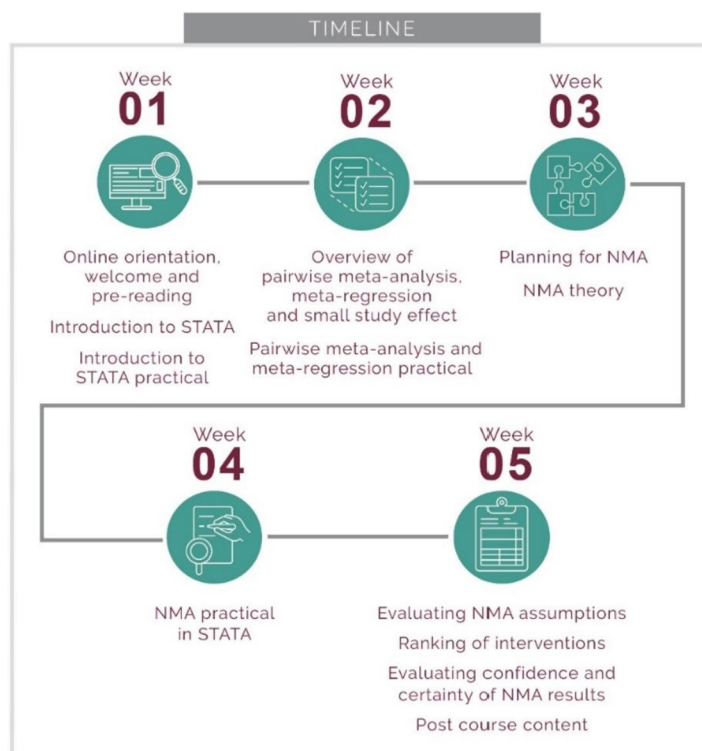 TIMELINE
Week
01
Week
02
Week
03
Online orientation,
welcome and
pre-reading
Introduction to STATA
Introduction to
STATA practical
Overview of
pairwise meta-analysis,
meta-regression
and small study effect
Pairwise meta-analysis and
meta-regression practical
Planning for NMA
NMA theory
Week
04
Week
05
NMA practical
in STATA
Evaluating NMA assumptions
Ranking of interventions
Evaluating confidence and
certainty of NMA results
Post course content